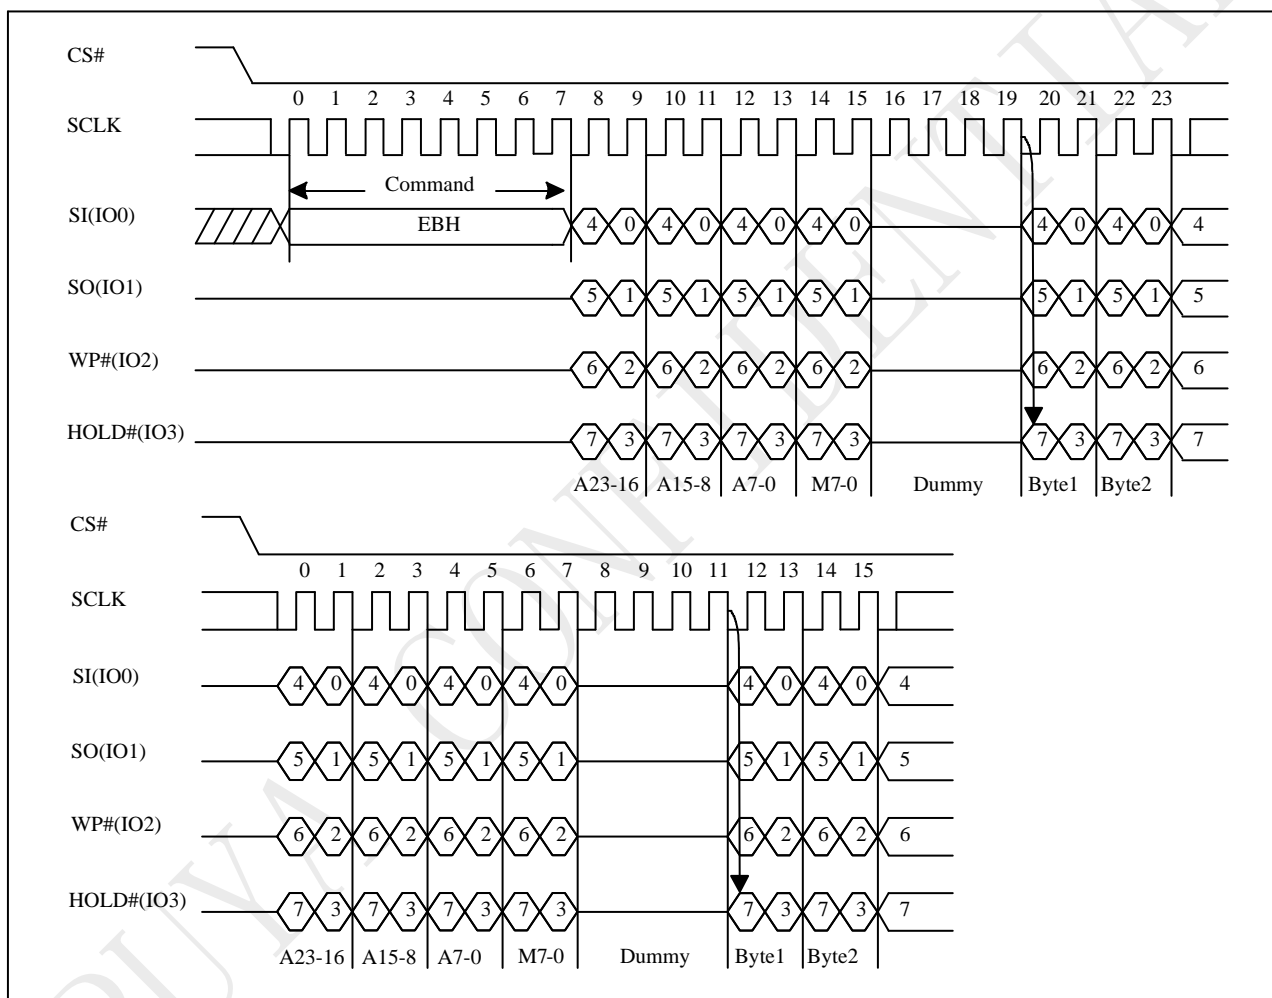 CS#
0 1 2 3 4 5 6 7 8 9 10 11 12 13 14 15 16 17 18 19 20 21 22 23
SCLK
Command
SI(IO0) EBH 4 0 4 0 4 0 4 0 4 0 4 0 4
SO(IO1) 5 1 5 1 5 1 5 1 5 1 5 1 5
WP#(IO2) 6 2 6 2 6 2 6 2 6 2 6 2 6
HOLD#(IO3) 7 3 7 3 7 3 7 3 7 3 7 3 7
A23-16 A15-8 A7-0 M7-0 Dummy Byte1 Byte2
CS#
0 1 2 3 4 5 6 7 8 9 10 11 12 13 14 15
SCLK
SI(IO0) 4 0 4 0 4 0 4 0 4 0 4 0 4
SO(IO1) 5 1 5 1 5 1 5 1 5 1 5 1 5
WP#(IO2) 6 2 6 2 6 2 6 2 6 2 6 2 6
HOLD#(IO3) 7 3 7 3 7 3 7 3 7 3 7 3 7
A23-16 A15-8 A7-0 M7-0 Dummy Byte1 Byte2
PUYA CONFIDENTIAL